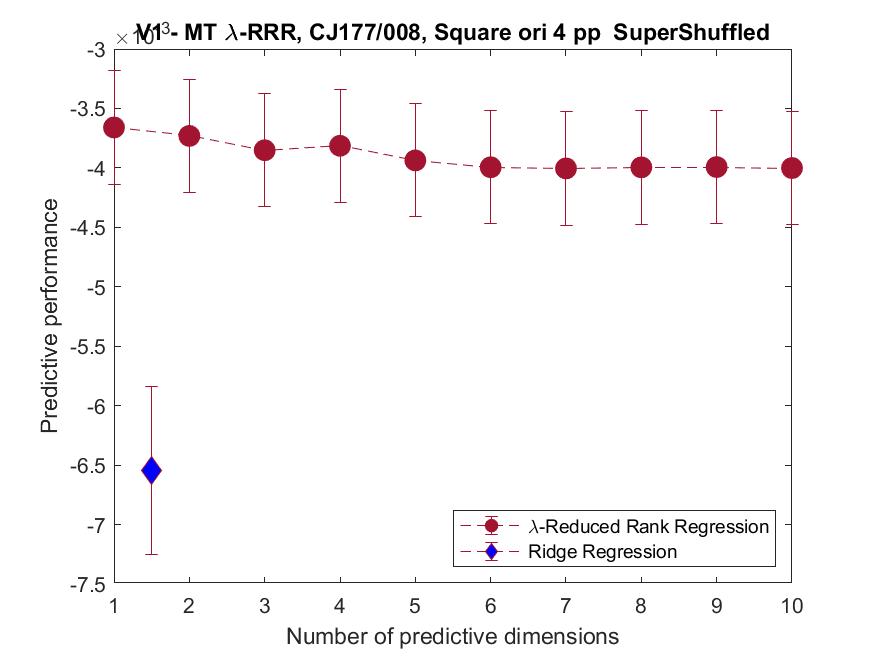 V1 - MT λ-RRR, CJ177/008, Square ori 4 pp SuperShuffled
-3
-3.5
-4
-4.5
-5
-5.5
-6
-6.5
-7
-7.5
Predictive performance
λ-Reduced Rank Regression
Ridge Regression
1 2 3 4 5 6 7 8 9 10
Number of predictive dimensions